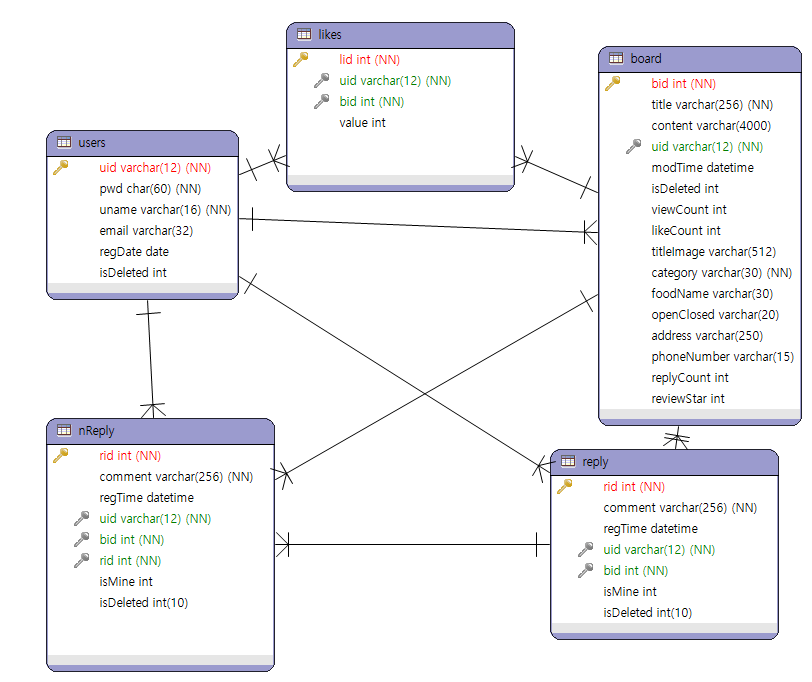 likes
lid int (NN)
uid varchar(12) (NN)
bid int (NN)
value int
board
bid int (NN)
title varchar(256) (NN)
content varchar(4000)
uid varchar(12) (NN)
modTime datetime
isDeleted int
viewCount int
likeCount int
titleImage varchar(512)
category varchar(30) (NN)
foodName varchar(30)
openClosed varchar(20)
address varchar(250)
phoneNumber varchar(15)
replyCount int
reviewStar int
users
uid varchar(12) (NN)
pwd char(60) (NN)
uname varchar(16) (NN)
email varchar(32)
regDate date
isDeleted int
nReply
rid int (NN)
comment varchar(256) (NN)
regTime datetime
uid varchar(12) (NN)
bid int (NN)
rid int (NN)
isMine int
isDeleted int(10)
reply
rid int (NN)
comment varchar(256) (NN)
regTime datetime
uid varchar(12) (NN)
bid int (NN)
isMine int
isDeleted int(10)